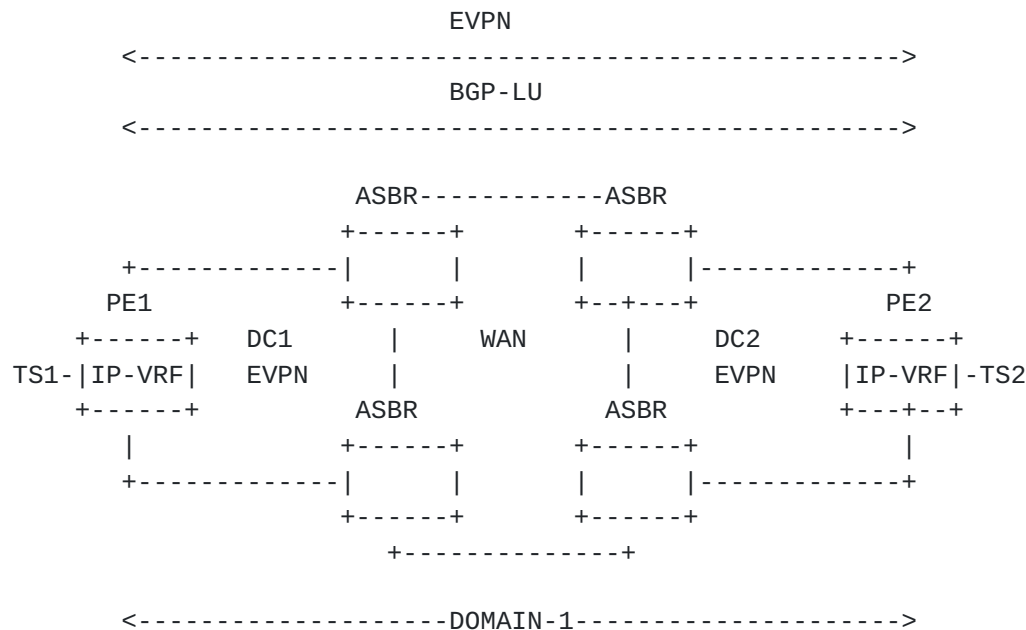 EVPN
<-------------------------------------------------->
BGP-LU
<-------------------------------------------------->
ASBR------------ASBR
+------+ +------+
+-------------| | | |-------------+
PE1 +------+ +--+---+ PE2
+------+ DC1 | WAN | DC2 +------+
TS1-|IP-VRF| EVPN | | EVPN |IP-VRF|-TS2
+------+ ASBR ASBR +---+--+
| +------+ +------+ |
+-------------| | | |-------------+
+------+ +------+
+--------------+
<---------------------DOMAIN-1--------------------->